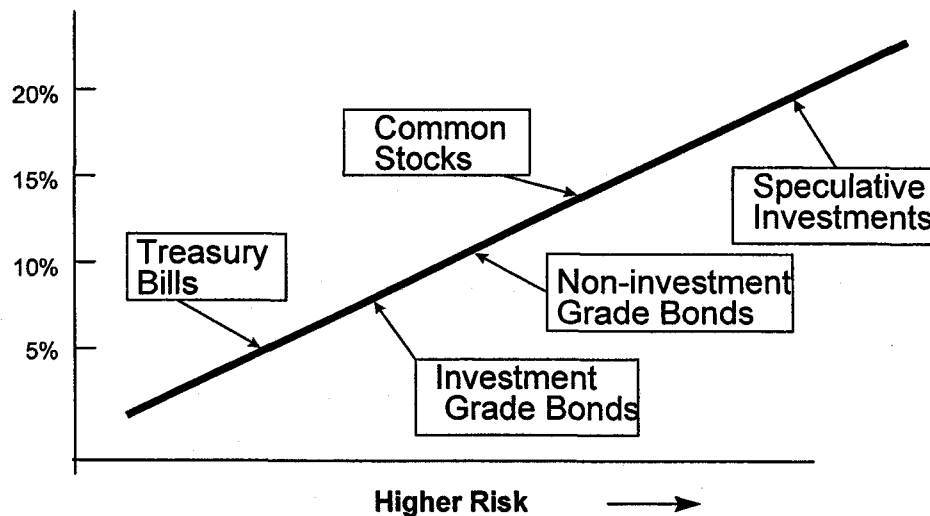 20%
15%
10%
5%
Common
Stocks
Speculative
Investments
Treasury
Bills
Non-investment
Grade Bonds
Investment
Grade Bonds
Higher Risk